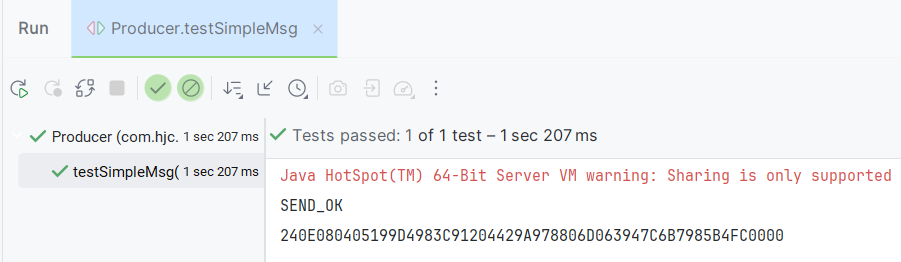 Run
Producer.testSimpleMsg
Producer (com.hjc. 1 sec 207 ms
testSimpleMsg( 1 sec 207 ms
Tests passed: 1 of 1 test – 1 sec 207 ms
Java HotSpot(TM) 64-Bit Server VM warning: Sharing is only supported
SEND_OK
240E080405199D4983C91204429A978806D063947C6B7985B4FC0000